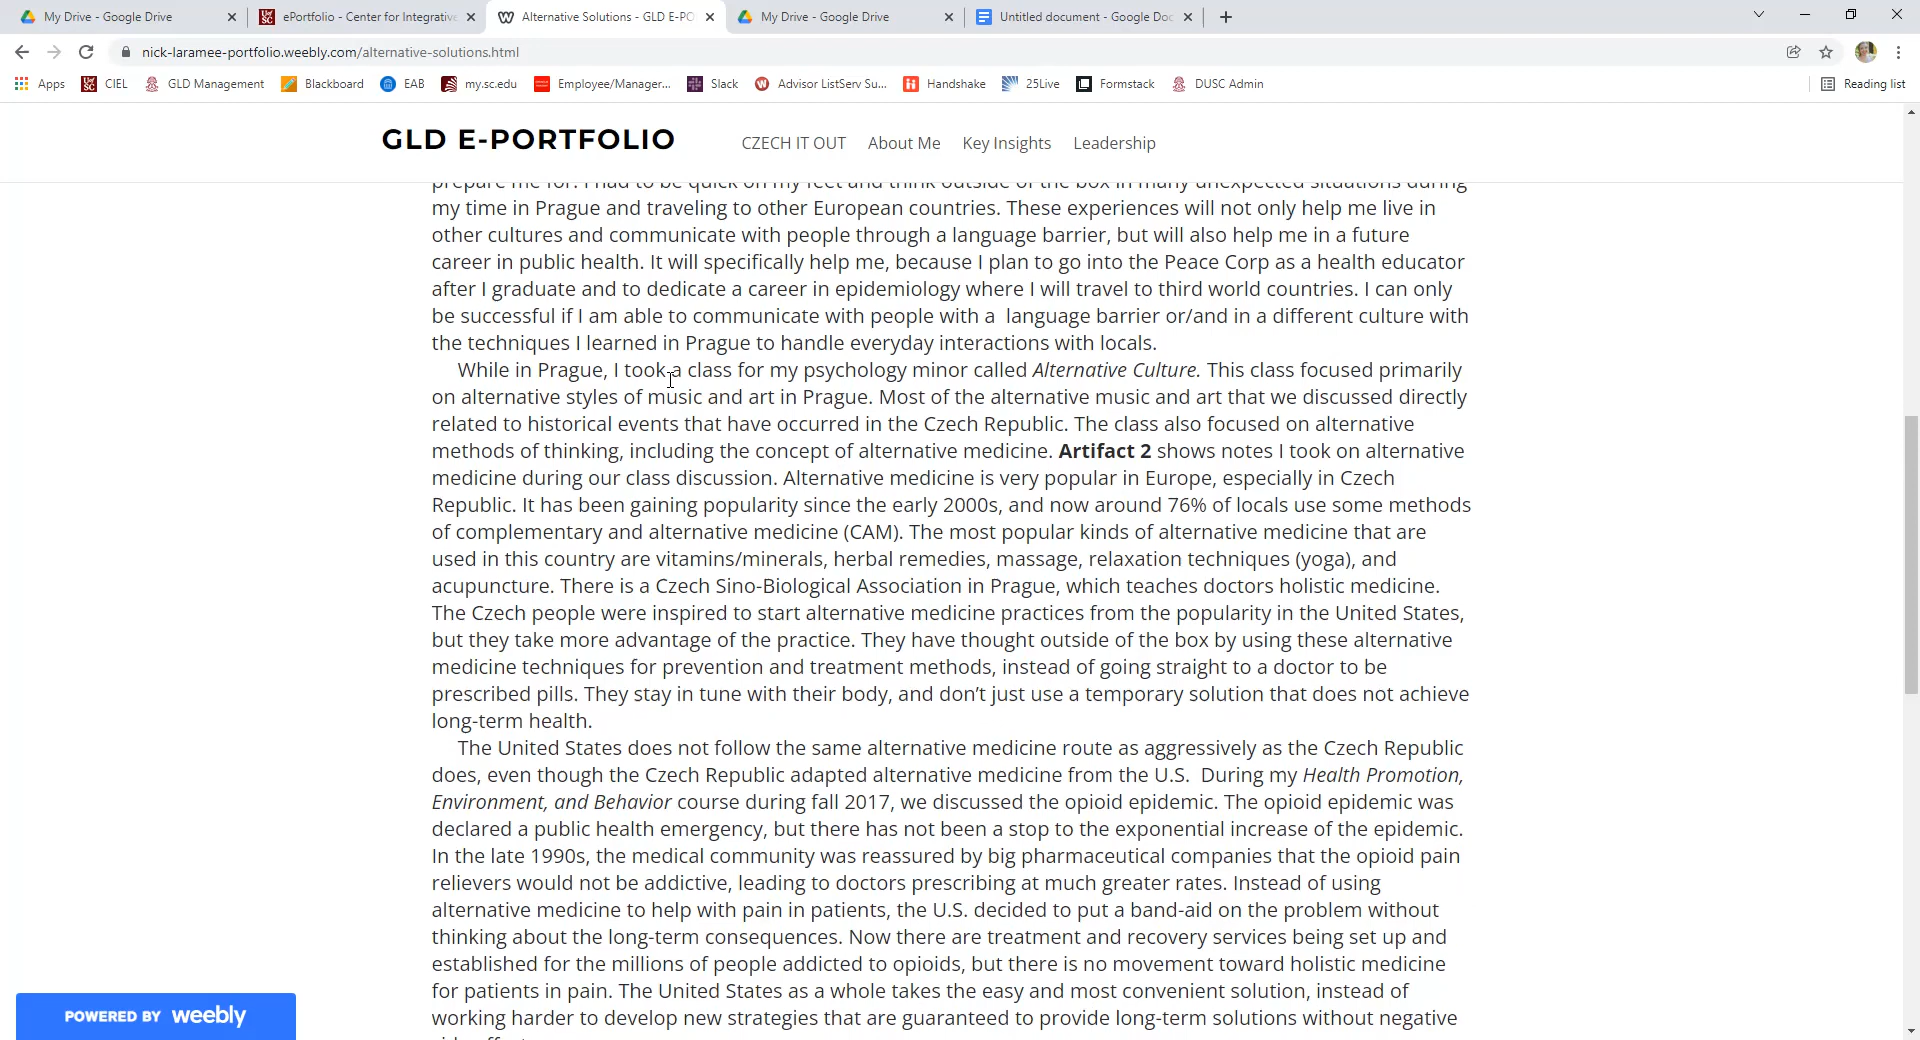 My Drive - Google Drive
ePortfolio - Center for Integrative
Alternative Solutions - GLD E-PO
My Drive - Google Drive
Untitled document - Google Doc
nick-laramee-portfolio.weebly.com/alternative-solutions.html
Apps CIEL GLD Management Blackboard EAB my.sc.edu Employee/Manager... Slack Advisor ListServ Su... Handshake 25Live Formstack DUSC Admin Reading list
GLD E-PORTFOLIO
CZECH IT OUT About Me Key Insights Leadership
prepare me for. I had to be quick on my feet and think outside of the box in many unexpected situations during
my time in Prague and traveling to other European countries. These experiences will not only help me live in
other cultures and communicate with people through a language barrier, but will also help me in a future
career in public health. It will specifically help me, because I plan to go into the Peace Corp as a health educator
after I graduate and to dedicate a career in epidemiology where I will travel to third world countries. I can only
be successful if I am able to communicate with people with a  language barrier or/and in a different culture with
the techniques I learned in Prague to handle everyday interactions with locals.
While in Prague, I took a class for my psychology minor called Alternative Culture. This class focused primarily
on alternative styles of music and art in Prague. Most of the alternative music and art that we discussed directly
related to historical events that have occurred in the Czech Republic. The class also focused on alternative
methods of thinking, including the concept of alternative medicine. Artifact 2 shows notes I took on alternative
medicine during our class discussion. Alternative medicine is very popular in Europe, especially in Czech
Republic. It has been gaining popularity since the early 2000s, and now around 76% of locals use some methods
of complementary and alternative medicine (CAM). The most popular kinds of alternative medicine that are
used in this country are vitamins/minerals, herbal remedies, massage, relaxation techniques (yoga), and
acupuncture. There is a Czech Sino-Biological Association in Prague, which teaches doctors holistic medicine.
The Czech people were inspired to start alternative medicine practices from the popularity in the United States,
but they take more advantage of the practice. They have thought outside of the box by using these alternative
medicine techniques for prevention and treatment methods, instead of going straight to a doctor to be
prescribed pills. They stay in tune with their body, and don't just use a temporary solution that does not achieve
long-term health.
The United States does not follow the same alternative medicine route as aggressively as the Czech Republic
does, even though the Czech Republic adapted alternative medicine from the U.S.  During my Health Promotion,
Environment, and Behavior course during fall 2017, we discussed the opioid epidemic. The opioid epidemic was
declared a public health emergency, but there has not been a stop to the exponential increase of the epidemic.
In the late 1990s, the medical community was reassured by big pharmaceutical companies that the opioid pain
relievers would not be addictive, leading to doctors prescribing at much greater rates. Instead of using
alternative medicine to help with pain in patients, the U.S. decided to put a band-aid on the problem without
thinking about the long-term consequences. Now there are treatment and recovery services being set up and
established for the millions of people addicted to opioids, but there is no movement toward holistic medicine
for patients in pain. The United States as a whole takes the easy and most convenient solution, instead of
working harder to develop new strategies that are guaranteed to provide long-term solutions without negative
POWERED BY weebly